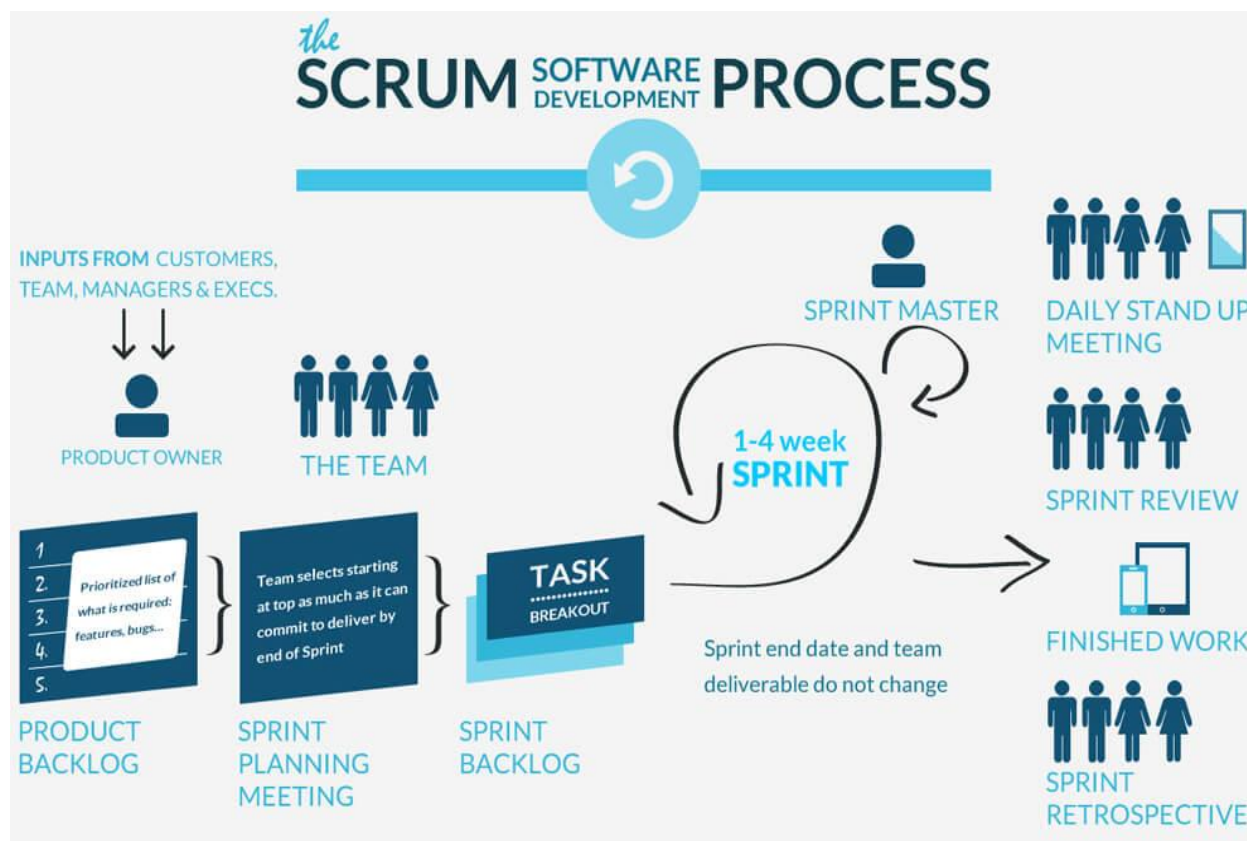 the
SCRUM SOFTWARE DEVELOPMENT PROCESS
INPUTS FROM CUSTOMERS,
TEAM, MANAGERS & EXECS.
PRODUCT OWNER
THE TEAM
SPRINT MASTER
1-4 week
SPRINT
1
2.
3.
4.
5.
Prioritized list of
what is required:
features, bugs...
PRODUCT
BACKLOG
Team selects starting
at top as much as it can
commit to deliver by
end of Sprint
SPRINT
PLANNING
MEETING
TASK
BREAKOUT
SPRINT
BACKLOG
Sprint end date and team
deliverable do not change
DAILY STAND UP
MEETING
SPRINT REVIEW
FINISHED WORK
SPRINT
RETROSPECTIVE